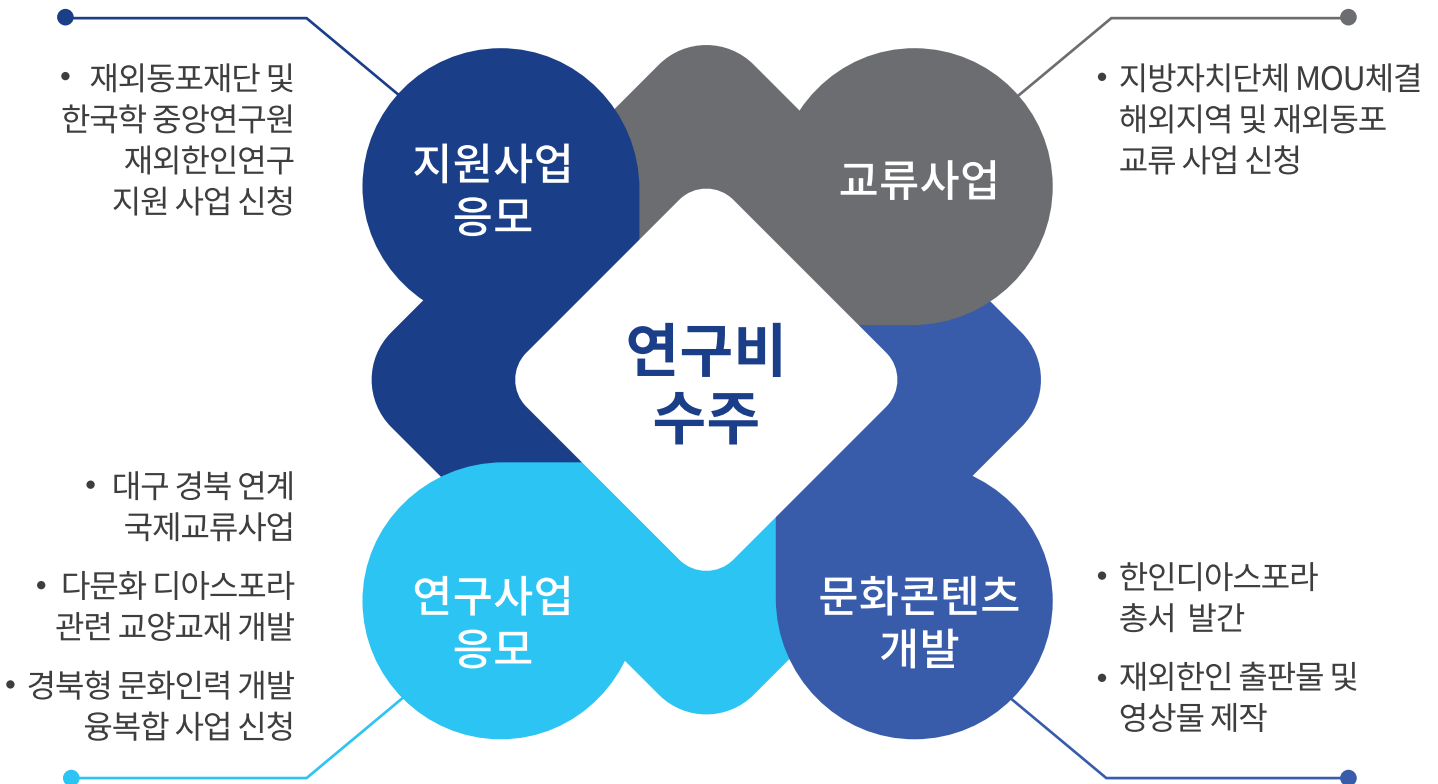 • 재외동포재단 및
한국학 중앙연구원
재외한인연구
지원 사업 신청
지원사업
응모
교류사업
• 지방자치단체 MOU체결
해외지역 및 재외동포
교류 사업 신청
연구비
수주
• 대구 경북 연계
국제교류사업
• 다문화 디아스포라
관련 교양교재 개발
• 경북형 문화인력 개발
융복합 사업 신청
연구사업
응모
문화콘텐츠
개발
• 한인디아스포라
총서 발간
• 재외한인 출판물 및
영상물 제작